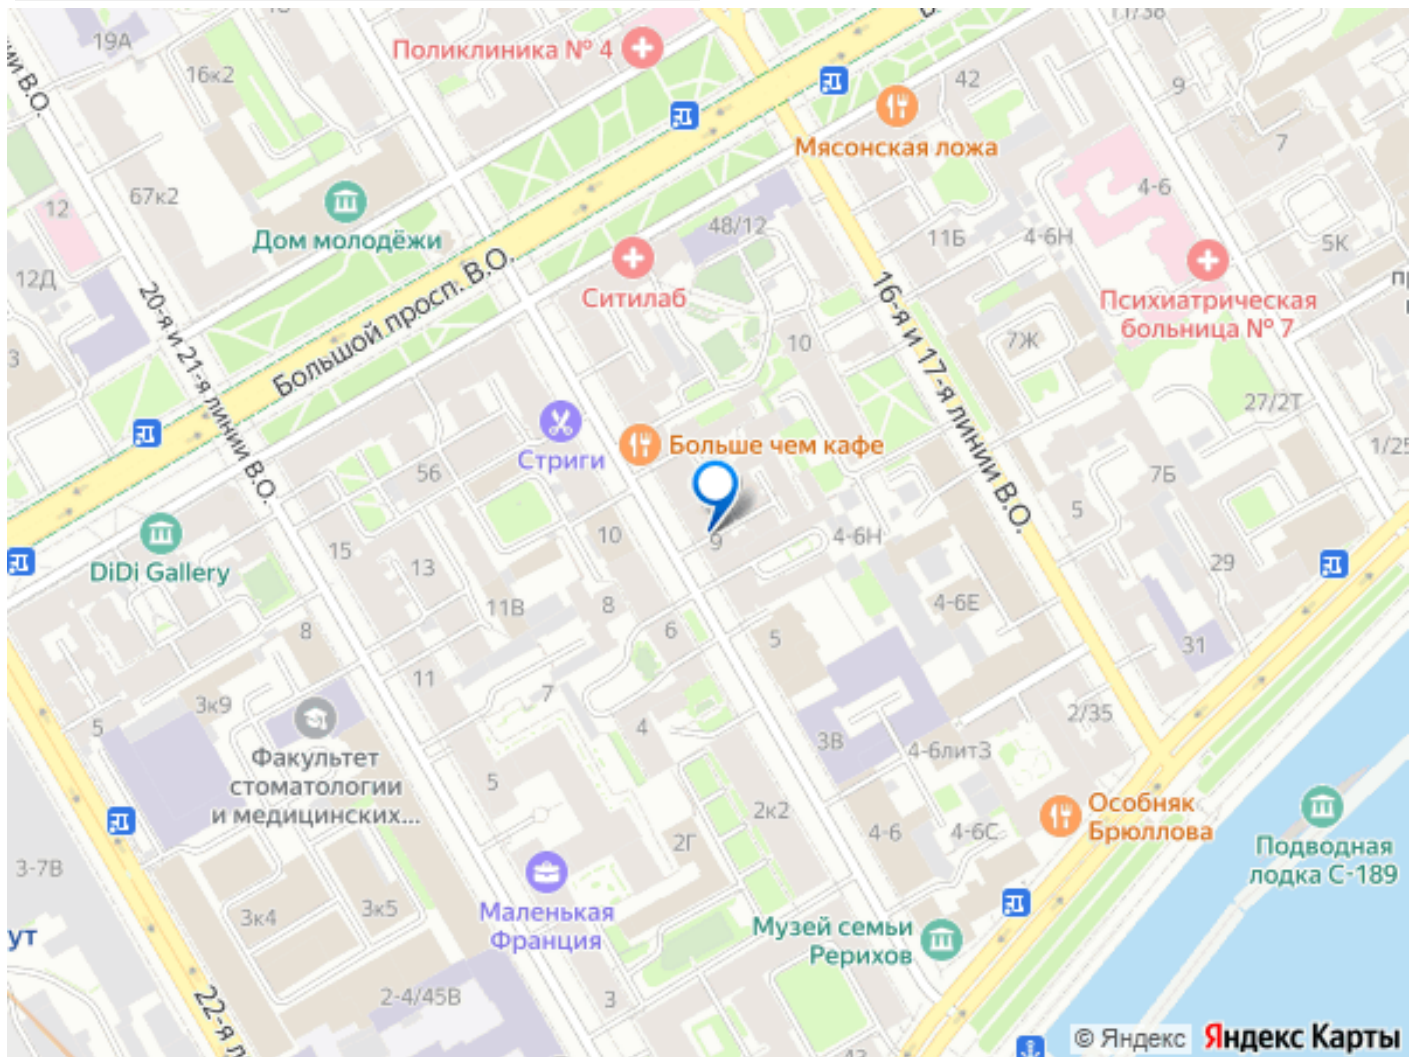 19А
16к2
Поликлиника № 4
42
9
7
Мясонская ложа
4-6
12
67к2
Дом молодёжи
48/12
11Б
4-6Н
5К
12Д
Ситилаб
Большой просп. В.О.
20-я и 21-я линии В.О.
16-я и 17-я линии В.О.
Психиатрическая
больница № 7
10
7Ж
3
27/2Т
1/25
Стриги
Больше чем кафе
56
7Б
5
10
9
4-6Н
DiDi Gallery
15
13
29
11В
8
6
4-6Е
8
5
31
11
7
3к9
5
4
2/35
Факультет
стоматологии
и медицинских...
3В
4-6литЗ
5
2к2
Особняк
Брюллова
4-6
4-6С
2Г
Подводная
лодка С-189
3-7В
Маленькая
Франция
3к4
3к5
Музей семьи
Рерихов
ут
22-я л
2-4/45В
3
© Яндекс
Яндекс Карты